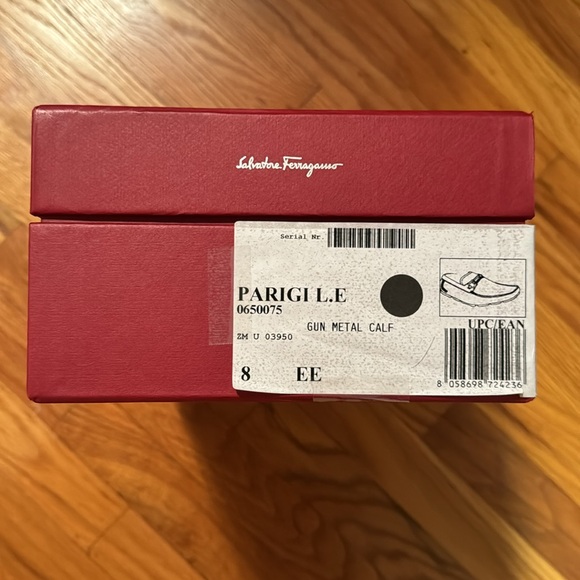 Salvatore Ferragamo
Serial Nr.
PARIGI L.E
0650075
GUN METAL CALF
UPC/EAN
ZM U 03950
8 EE
8 058698 724236